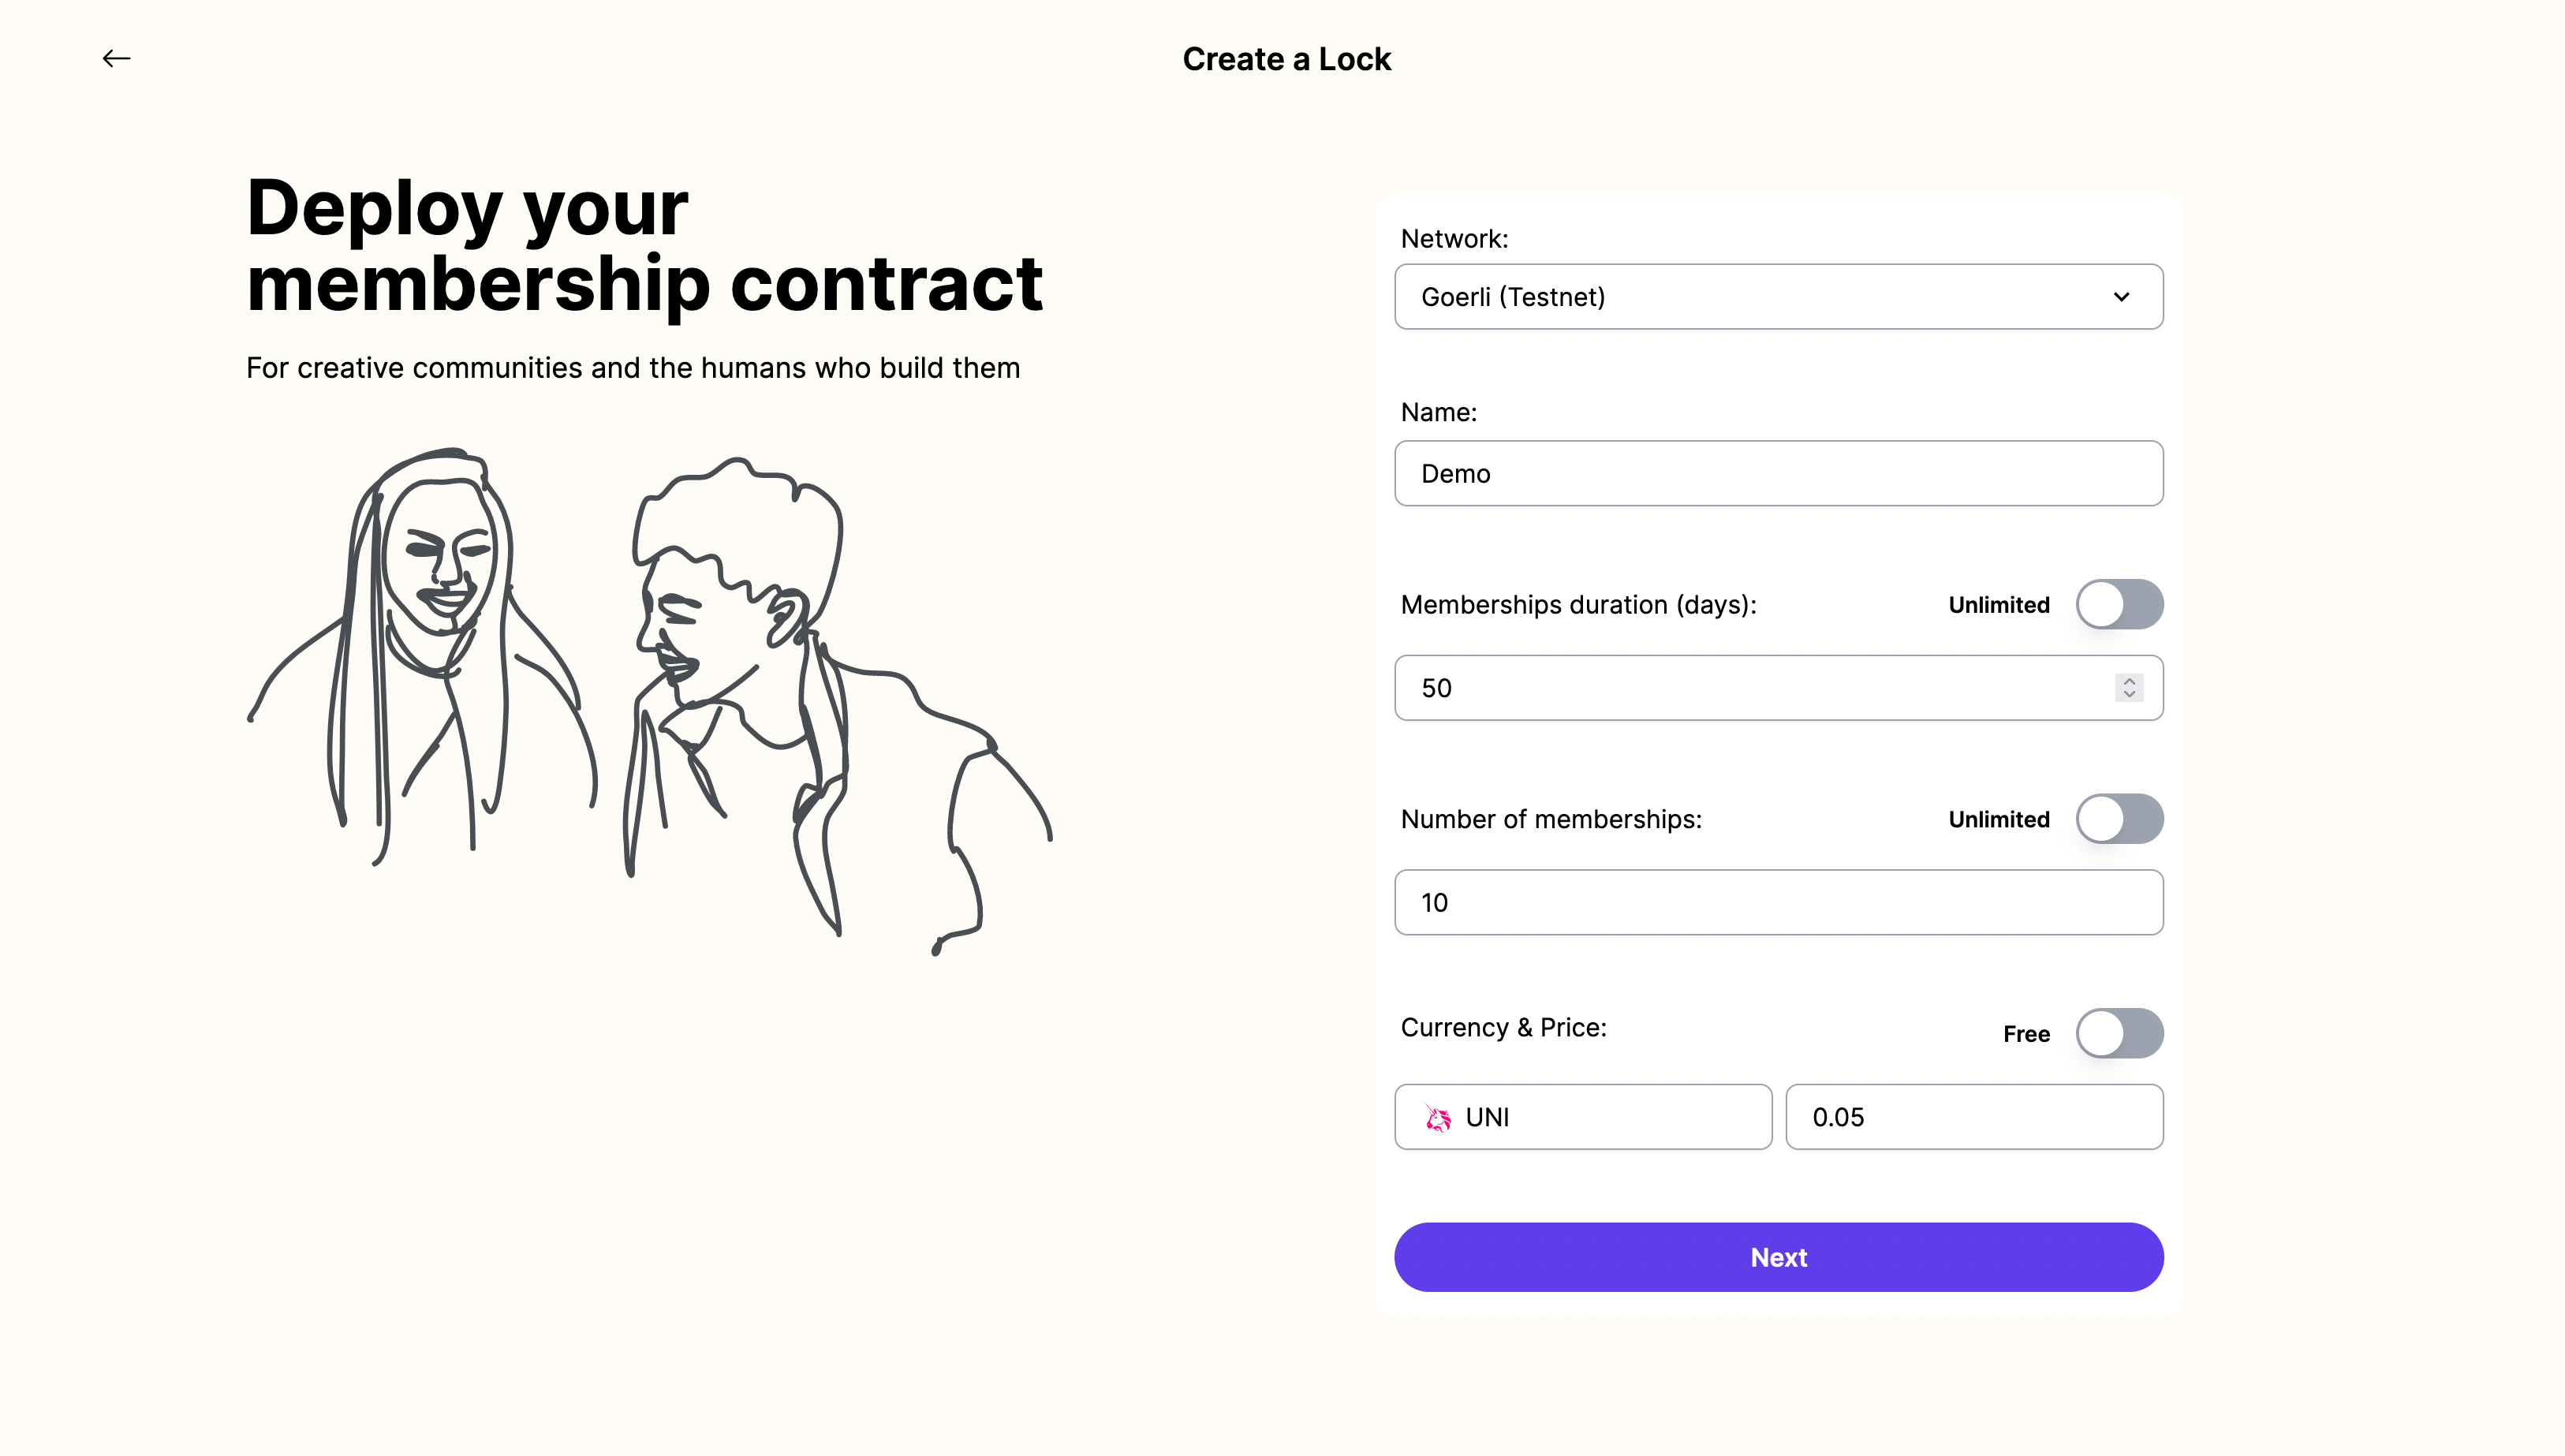 Create a Lock
Deploy your
membership contract
For creative communities and the humans who build them
Network:
Goerli (Testnet)
Name:
Demo
Memberships duration (days):
Unlimited
50
Number of memberships:
Unlimited
10
Currency & Price:
Free
UNI
0.05
Next